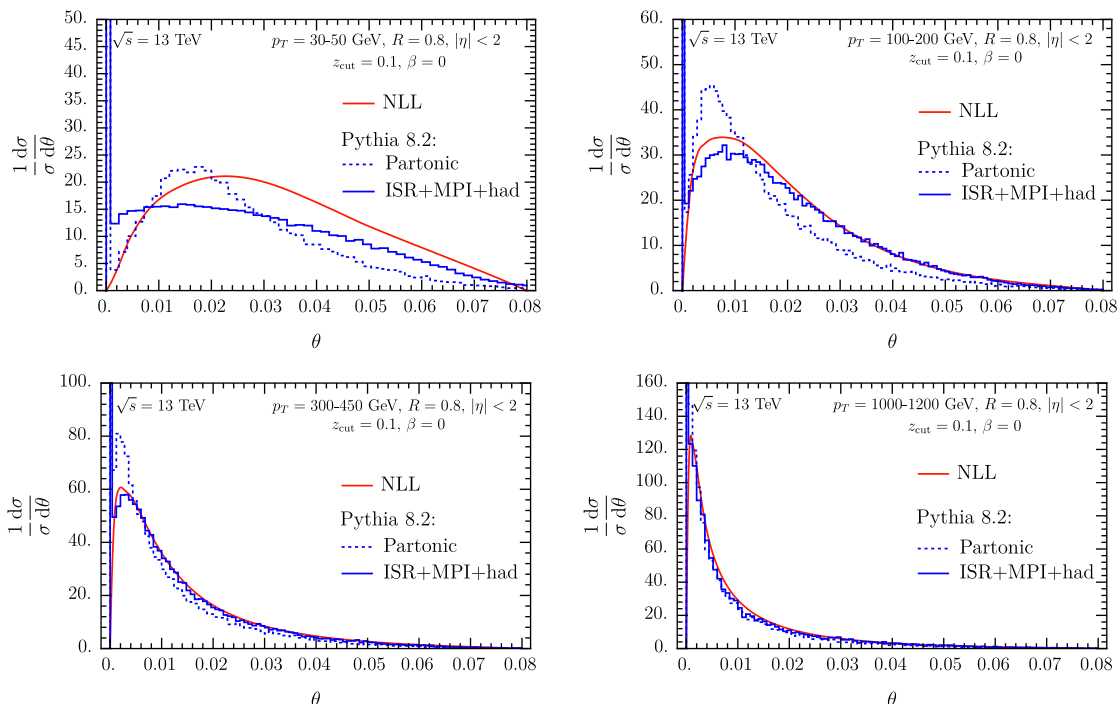 50.
45.
40.
35.
30.
25.
20.
15.
10.
5.
0.
√s = 13 TeV
p_T = 30-50 GeV, R = 0.8, |η| < 2
z_cut = 0.1, β = 0
NLL
Pythia 8.2:
Partonic
ISR+MPI+had
1/σ dσ/dθ
0. 0.01 0.02 0.03 0.04 0.05 0.06 0.07 0.08
θ
60.
50.
40.
30.
20.
10.
0.
√s = 13 TeV
p_T = 100-200 GeV, R = 0.8, |η| < 2
z_cut = 0.1, β = 0
NLL
Pythia 8.2:
Partonic
ISR+MPI+had
1/σ dσ/dθ
0. 0.01 0.02 0.03 0.04 0.05 0.06 0.07 0.08
θ
100.
80.
60.
40.
20.
0.
√s = 13 TeV
p_T = 300-450 GeV, R = 0.8, |η| < 2
z_cut = 0.1, β = 0
NLL
Pythia 8.2:
Partonic
ISR+MPI+had
1/σ dσ/dθ
0. 0.01 0.02 0.03 0.04 0.05 0.06 0.07 0.08
θ
160.
140.
120.
100.
80.
60.
40.
20.
0.
√s = 13 TeV
p_T = 1000-1200 GeV, R = 0.8, |η| < 2
z_cut = 0.1, β = 0
NLL
Pythia 8.2:
Partonic
ISR+MPI+had
1/σ dσ/dθ
0. 0.01 0.02 0.03 0.04 0.05 0.06 0.07 0.08
θ